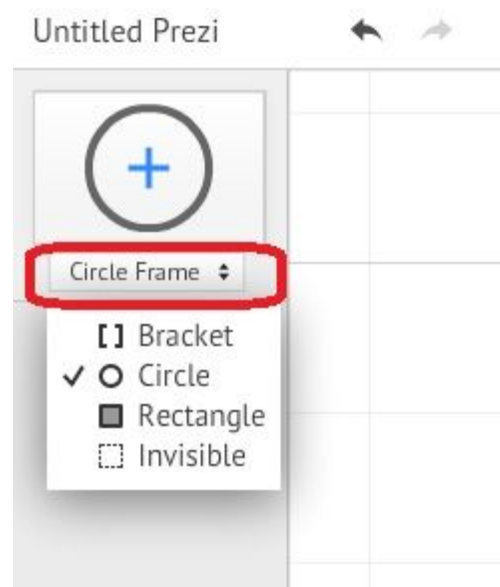 Untitled Prezi
Circle Frame
Bracket
Circle
Rectangle
Invisible